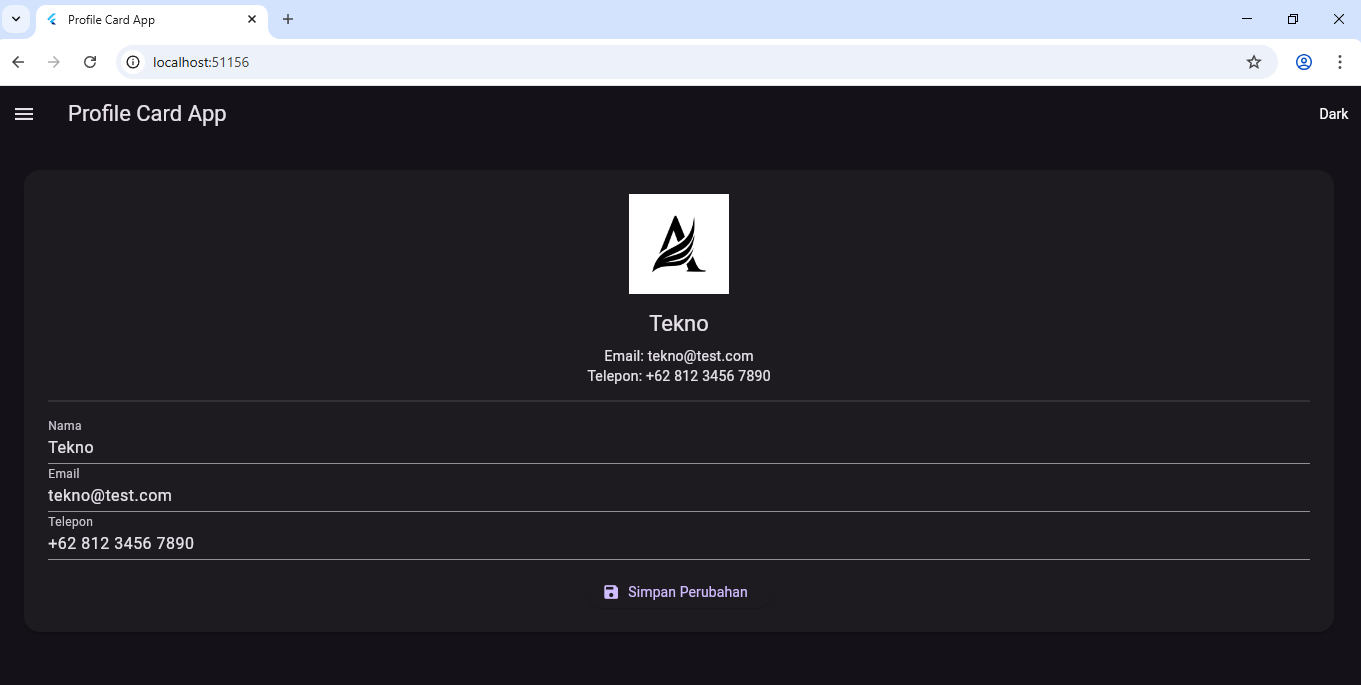 Profile Card App
localhost:51156
Profile Card App
Dark
Tekno
Email: tekno@test.com
Telepon: +62 812 3456 7890
Nama
Tekno
Email
tekno@test.com
Telepon
+62 812 3456 7890
Simpan Perubahan